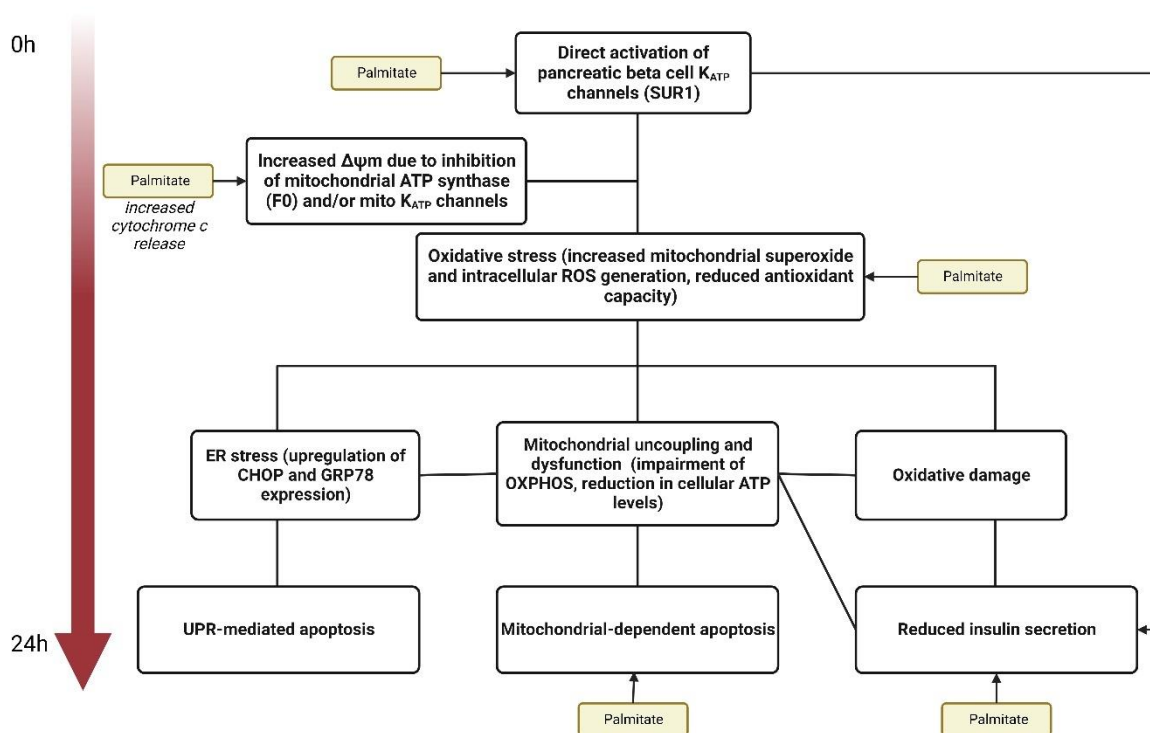 0h
Palmitate
Direct activation of
pancreatic beta cell KATP
channels (SUR1)
Palmitate
increased
cytochrome c
release
Increased Δψm due to inhibition
of mitochondrial ATP synthase
(F0) and/or mito KATP channels
Oxidative stress (increased mitochondrial superoxide
and intracellular ROS generation, reduced antioxidant
capacity)
Palmitate
ER stress (upregulation of
CHOP and GRP78
expression)
Mitochondrial uncoupling and
dysfunction (impairment of
OXPHOS, reduction in cellular ATP
levels)
Oxidative damage
24h
UPR-mediated apoptosis
Mitochondrial-dependent apoptosis
Reduced insulin secretion
Palmitate
Palmitate